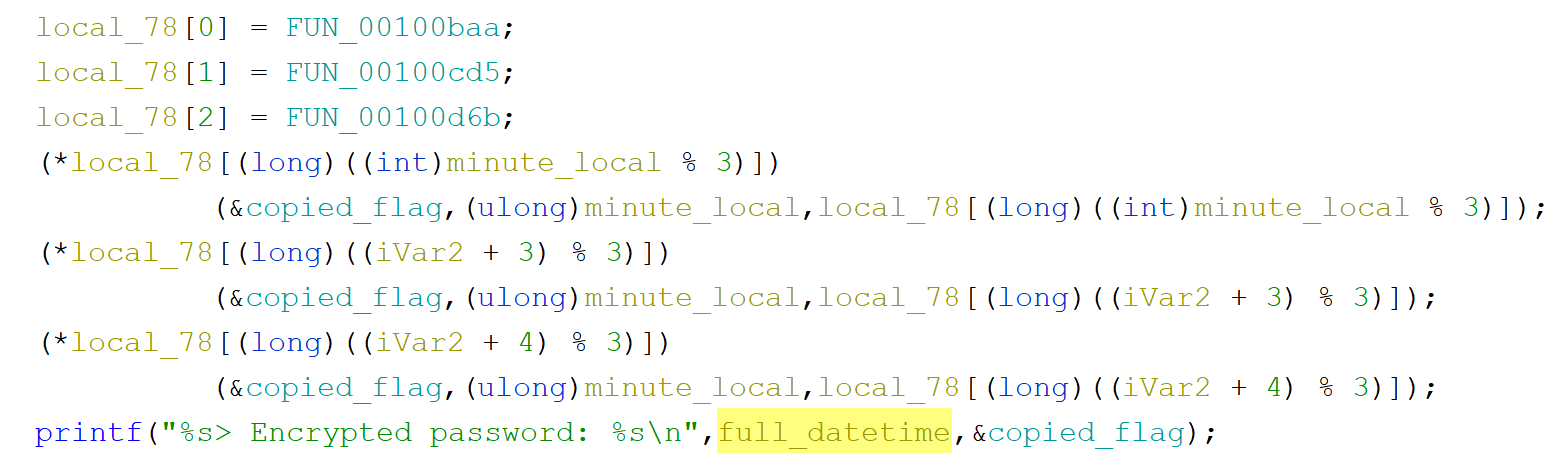 local_78[0] = FUN_00100baa;
local_78[1] = FUN_00100cd5;
local_78[2] = FUN_00100d6b;
(*local_78[(long)((int)minute_local % 3)])
(&copied_flag,(ulong)minute_local,local_78[(long)((int)minute_local % 3)]);
(*local_78[(long)((iVar2 + 3) % 3)])
(&copied_flag,(ulong)minute_local,local_78[(long)((iVar2 + 3) % 3)]);
(*local_78[(long)((iVar2 + 4) % 3)])
(&copied_flag,(ulong)minute_local,local_78[(long)((iVar2 + 4) % 3)]);
printf("%s> Encrypted password: %s\n",full_datetime,&copied_flag);